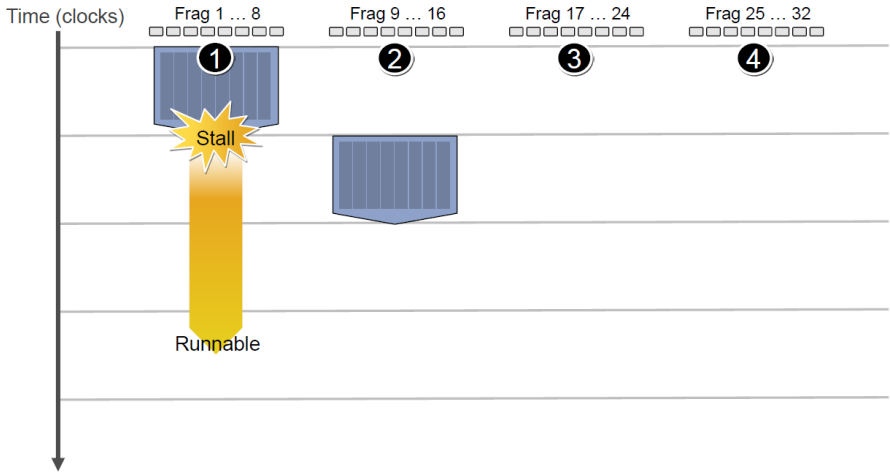 Time (clocks)
Frag 1 … 8
Frag 9 … 16
Frag 17 … 24
Frag 25 … 32
1
2
3
4
Stall
Runnable